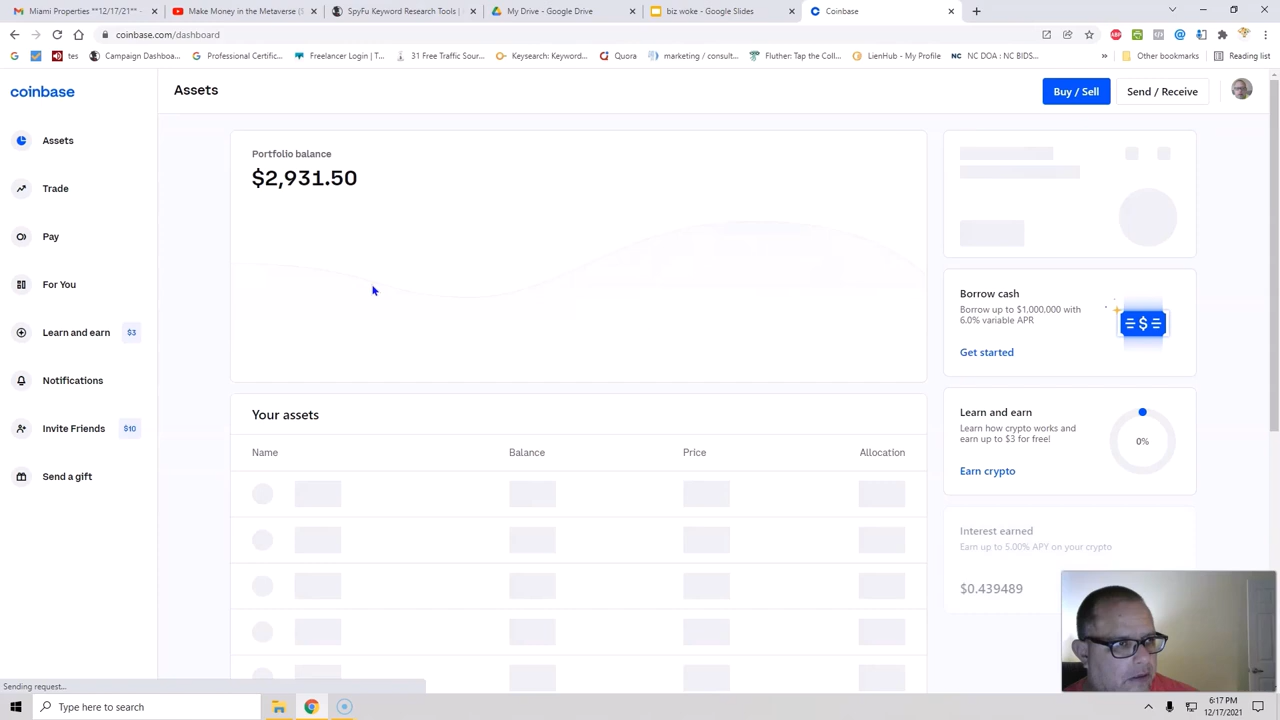 Miami Properties **12/17/21**
Make Money in the Metaverse (
SpyFu Keyword Research Tools |
My Drive - Google Drive
biz woke - Google Slides
Coinbase
coinbase.com/dashboard
tes
Campaign Dashboa...
Professional Certific...
Freelancer Login | T...
31 Free Traffic Sour...
Keysearch: Keyword...
Quora
marketing / consult...
Flutter: Tap the Coll...
LienHub - My Profile
NC DOA : NC BIDS...
»
Other bookmarks
Reading list
coinbase
Assets
Buy / Sell
Send / Receive
Assets
Trade
Pay
For You
Learn and earn
$3
Notifications
Invite Friends
$10
Send a gift
Portfolio balance
$2,931.50
Your assets
Name
Balance
Price
Allocation
Borrow cash
Borrow up to $1,000,000 with
6.0% variable APR
Get started
Learn and earn
Learn how crypto works and
earn up to $3 for free!
0%
Earn crypto
Interest earned
Earn up to 5.00% APY on your crypto
$0.439489
Sending request...
Type here to search
6:17 PM
12/17/2021